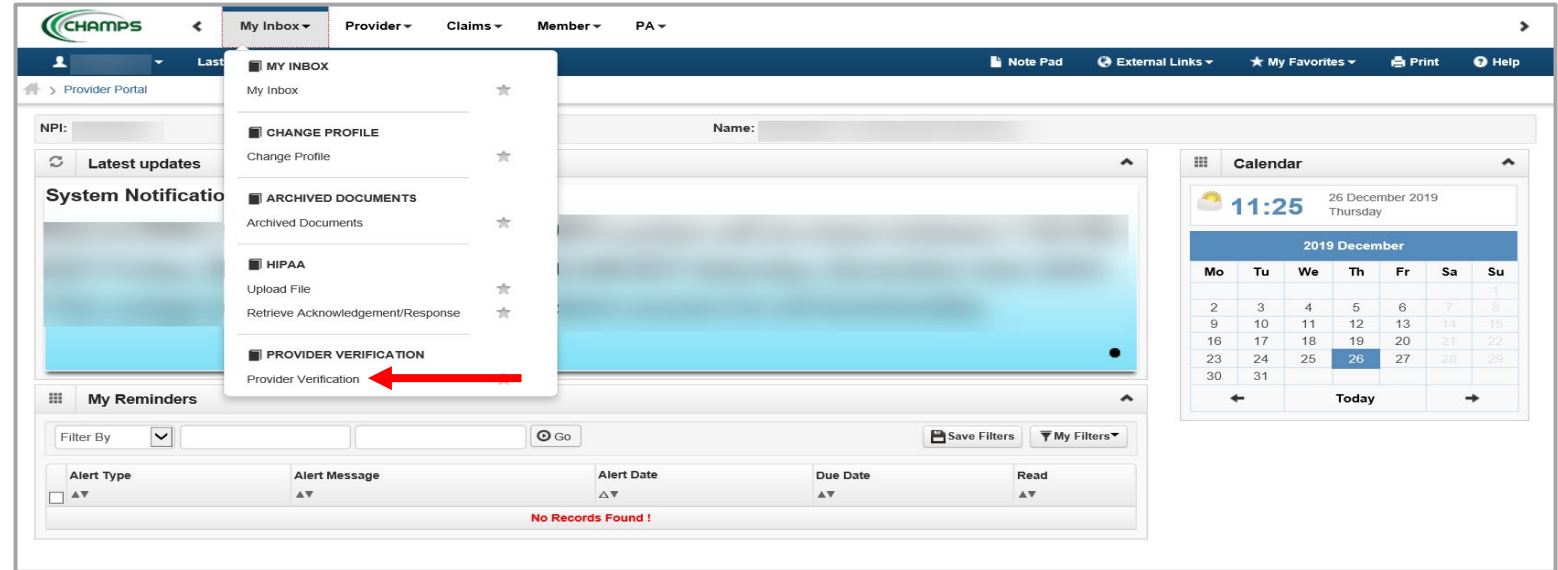 CHAMPS My Inbox Provider Claims Member PA
Last Note Pad External Links My Favorites Print Help
Provider Portal
NPI: Name:
MY INBOX
My Inbox
CHANGE PROFILE
Change Profile
ARCHIVED DOCUMENTS
Archived Documents
HIPAA
Upload File
Retrieve Acknowledgement/Response
PROVIDER VERIFICATION
Provider Verification
Latest updates
System Notificatio
Calendar
11:25 26 December 2019
Thursday
2019 December
Mo Tu We Th Fr Sa Su
1
2 3 4 5 6 7 8
9 10 11 12 13 14 15
16 17 18 19 20 21 22
23 24 25 26 27 28 29
30 31
Today
My Reminders
Filter By Go Save Filters My Filters
Alert Type Alert Message Alert Date Due Date Read
No Records Found !